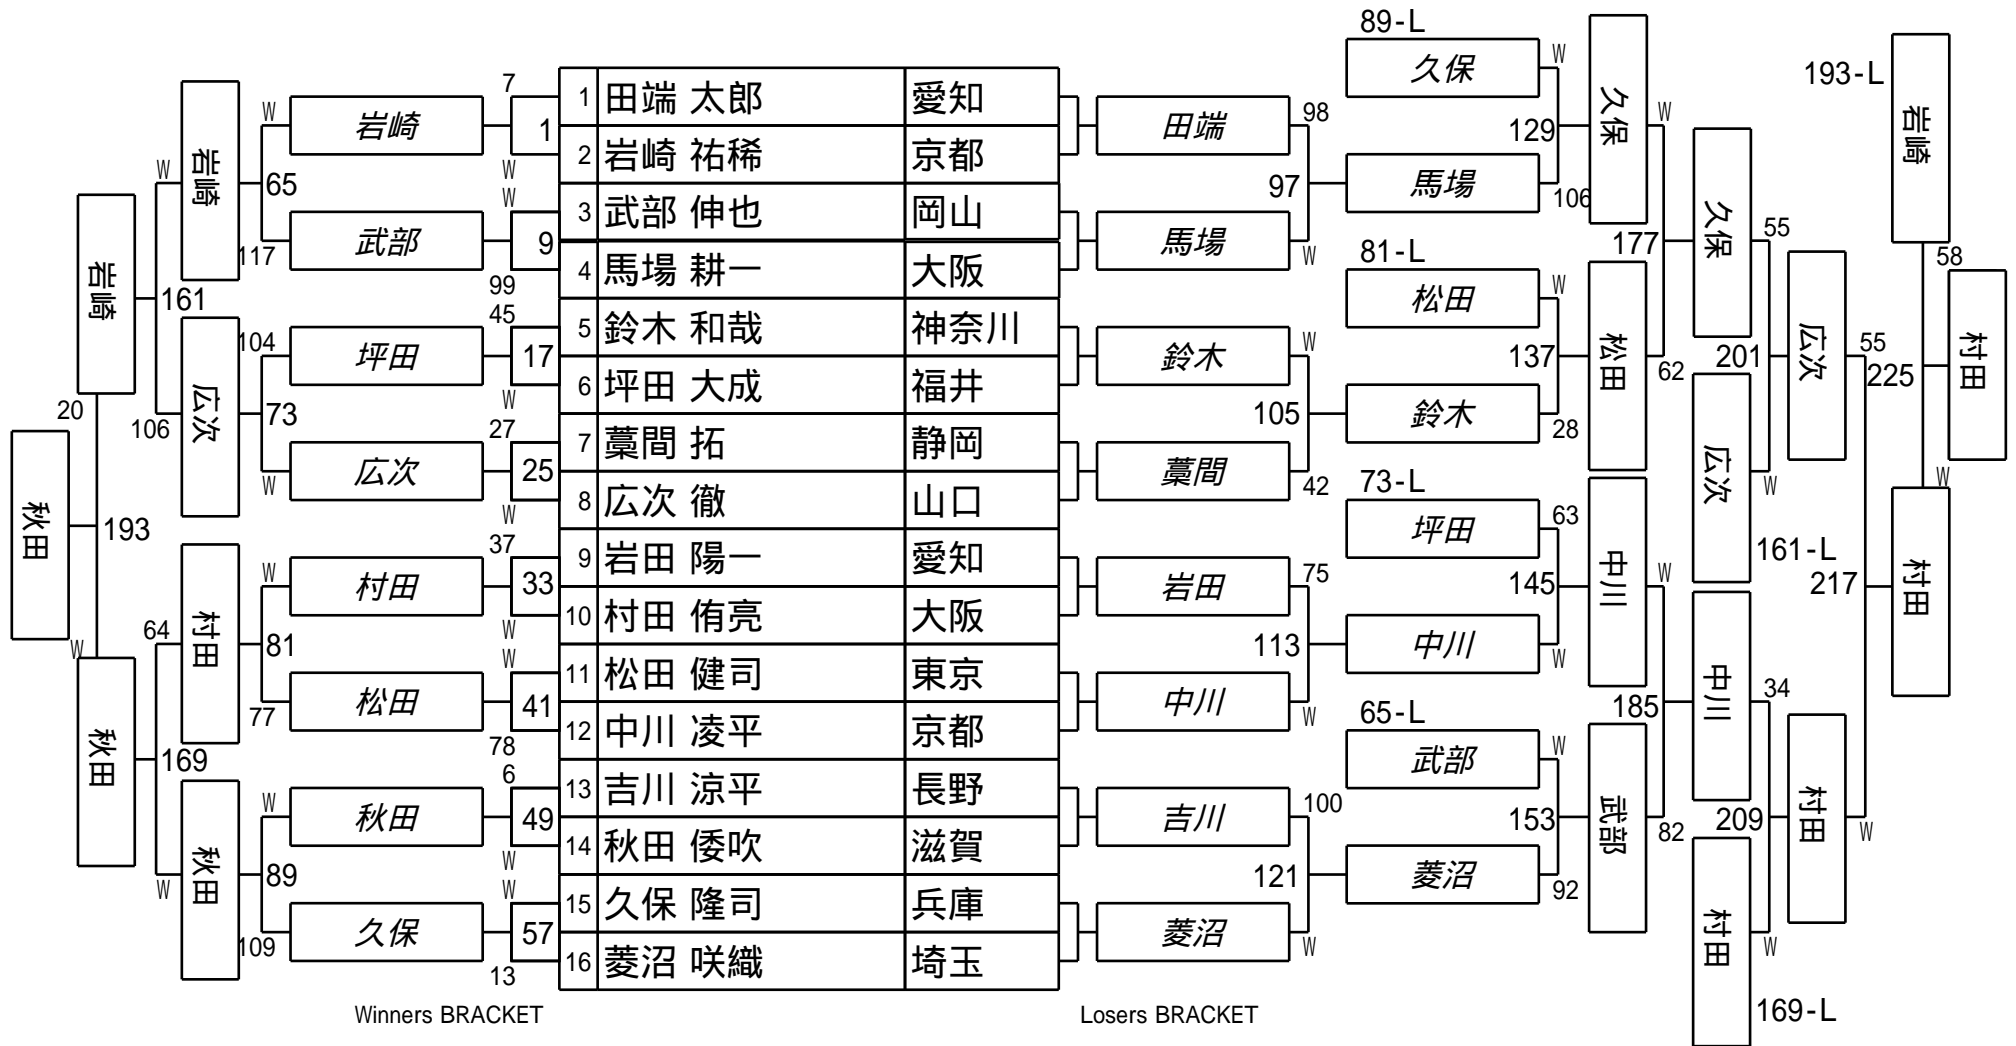 89-L
193-L
7
1 田端 太郎 愛知
W 岩崎 1 田端 98 久保 W
久保 W
129
岩崎
岩崎 W
2 岩崎 祐稀 京都
W
W
65
3 武部 伸也 岡山
97 馬場 106
117 武部 9 馬場 W
4 馬場 耕一 大阪
99
81-L
177
久保 55
58
岩崎 161
45
5 鈴木 和哉 神奈川
松田 W
104 坪田 17 鈴木 W
137
松田 62
201
広次 55
225
村田
6 坪田 大成 福井
W
広次 106
73
20
27
7 藁間 拓 静岡
105 鈴木 28
W 広次 25 藁間 42
8 広次 徹 山口
W
73-L
広次 W
161-L
W
秋田 193
37
9 岩田 陽一 愛知
坪田 63
W 村田 33 岩田 75
145
中川 W
217
村田
10 村田 侑亮 大阪
W
村田 64
81
W
11 松田 健司 東京
113 中川 W
77 松田 41 中川 W
12 中川 凌平 京都
78
65-L
185
中川 34
W
秋田 169
6
13 吉川 涼平 長野
武部 W
W 秋田 49 吉川 100
153
武部 82
209
村田 W
14 秋田 倭吹 滋賀
W
秋田 W
89
W
15 久保 隆司 兵庫
121 菱沼 92
109 久保 57 菱沼 W
村田 W
16 菱沼 咲織 埼玉
13
169-L
Winners BRACKET
Losers BRACKET